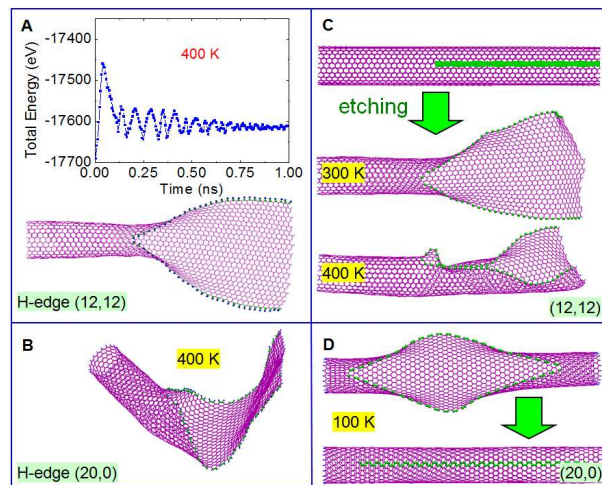 A
400 K
Total Energy (eV)
-17400
-17500
-17600
-17700
0.00 0.25 0.50 0.75 1.00
Time (ns)
H-edge (12,12)
B
400 K
H-edge (20,0)
C
etching
300 K
400 K
(12,12)
D
100 K
(20,0)